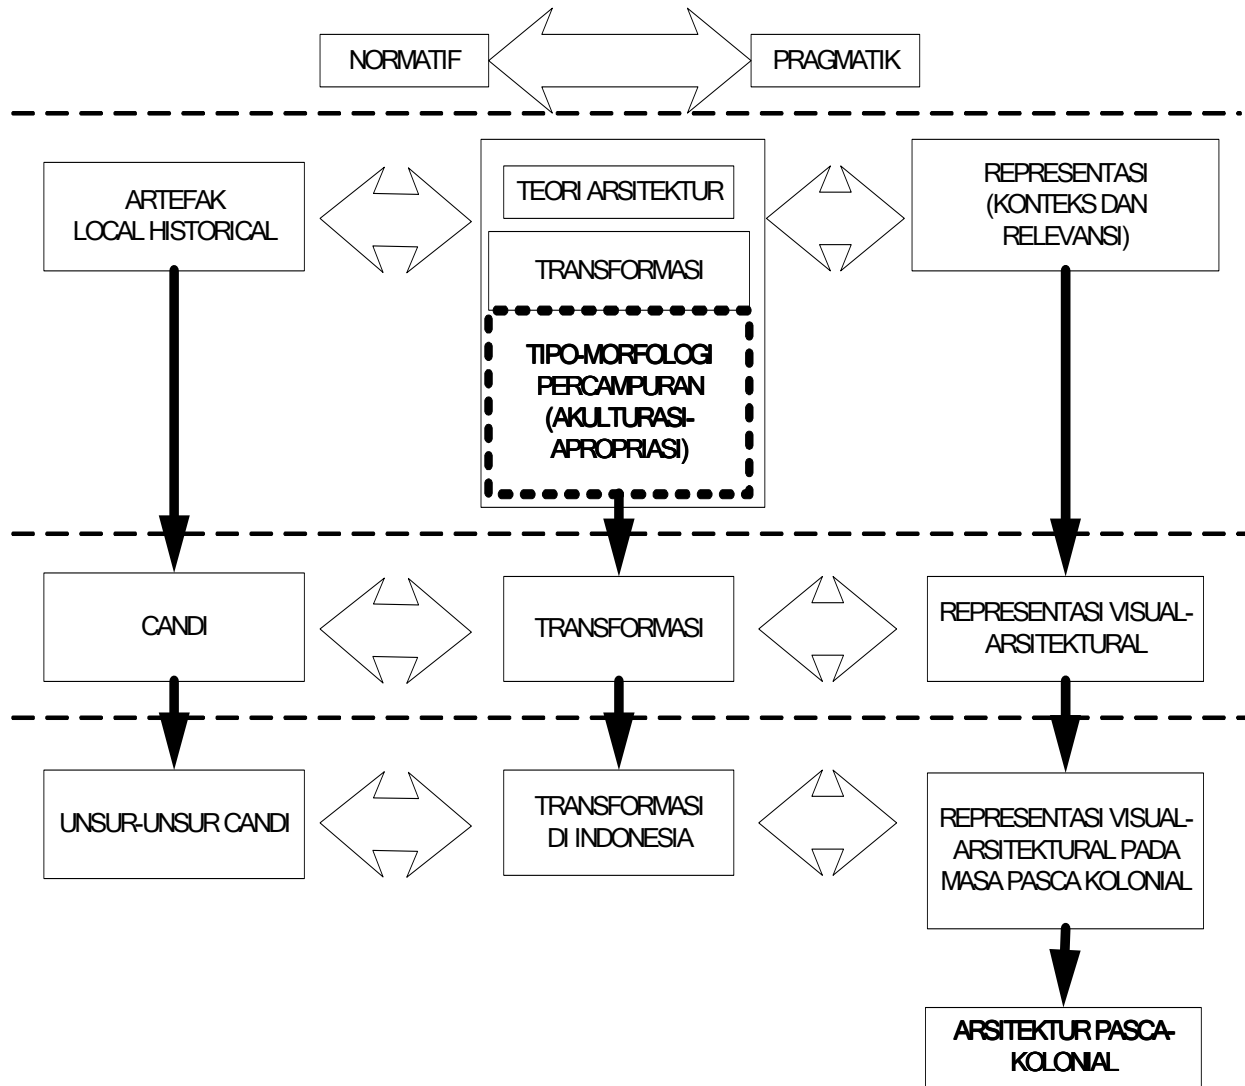 NORMATIF
PRAGMATIK
ARTEFAK
LOCAL HISTORICAL
TEORI ARSITEKTUR
TRANSFORMASI
TIPO-MORFOLOGI
PERCAMPURAN
(AKULTURASI-
APROPRIASI)
REPRESENTASI
(KONTEKS DAN
RELEVANSI)
CANDI
TRANSFORMASI
REPRESENTASI VISUAL-
ARSITEKTURAL
UNSUR-UNSUR CANDI
TRANSFORMASI
DI INDONESIA
REPRESENTASI VISUAL-
ARSITEKTURAL PADA
MASA PASCA KOLONIAL
ARSITEKTUR PASCA-
KOLONIAL